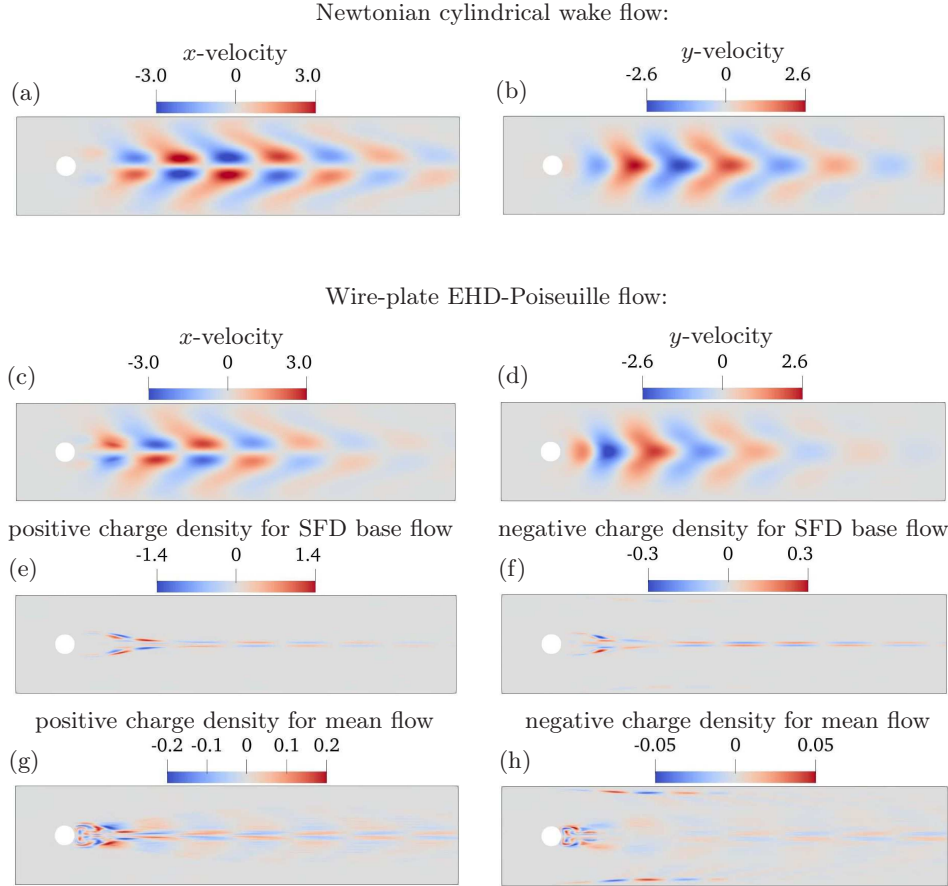 Newtonian cylindrical wake flow:
x-velocity
-3.0 0 3.0
(a)
y-velocity
-2.6 0 2.6
(b)
Wire-plate EHD-Poiseuille flow:
x-velocity
-3.0 0 3.0
(c)
y-velocity
-2.6 0 2.6
(d)
positive charge density for SFD base flow
-1.4 0 1.4
(e)
negative charge density for SFD base flow
-0.3 0 0.3
(f)
positive charge density for mean flow
-0.2 -0.1 0 0.1 0.2
(g)
negative charge density for mean flow
-0.05 0 0.05
(h)